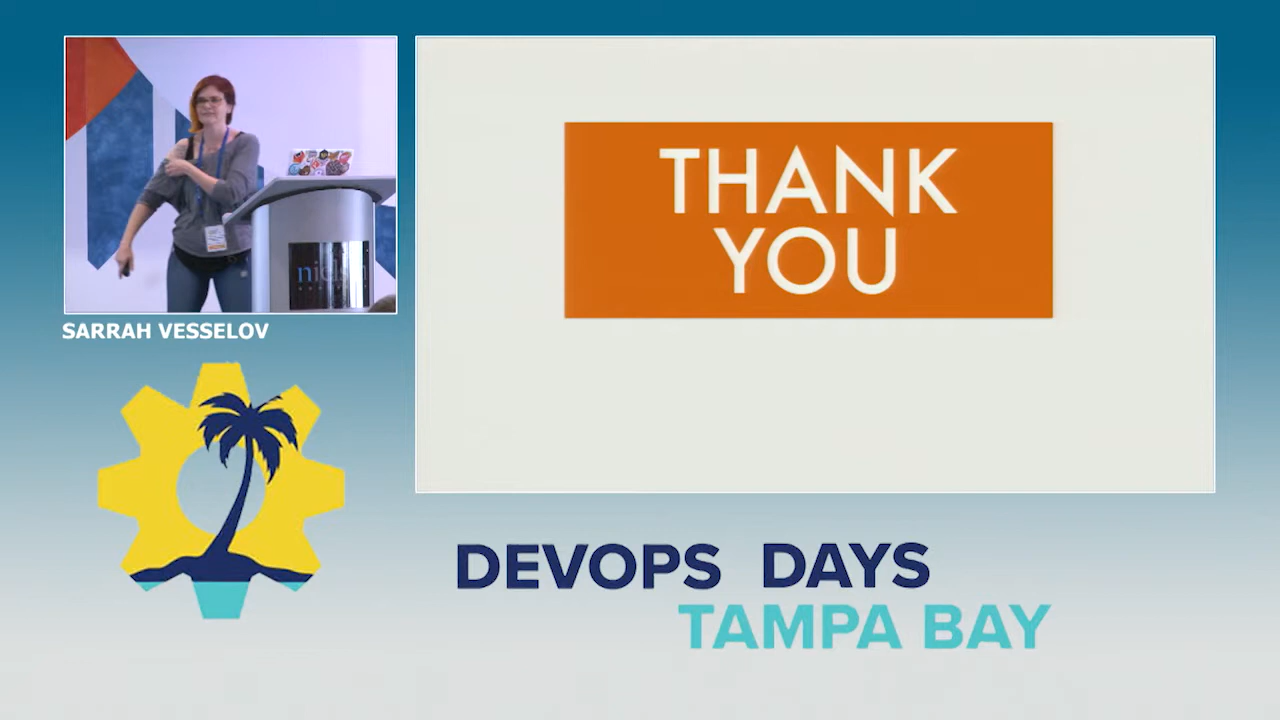 SARRAH VESSELOV
THANK
YOU
DEVOPS DAYS
TAMPA BAY